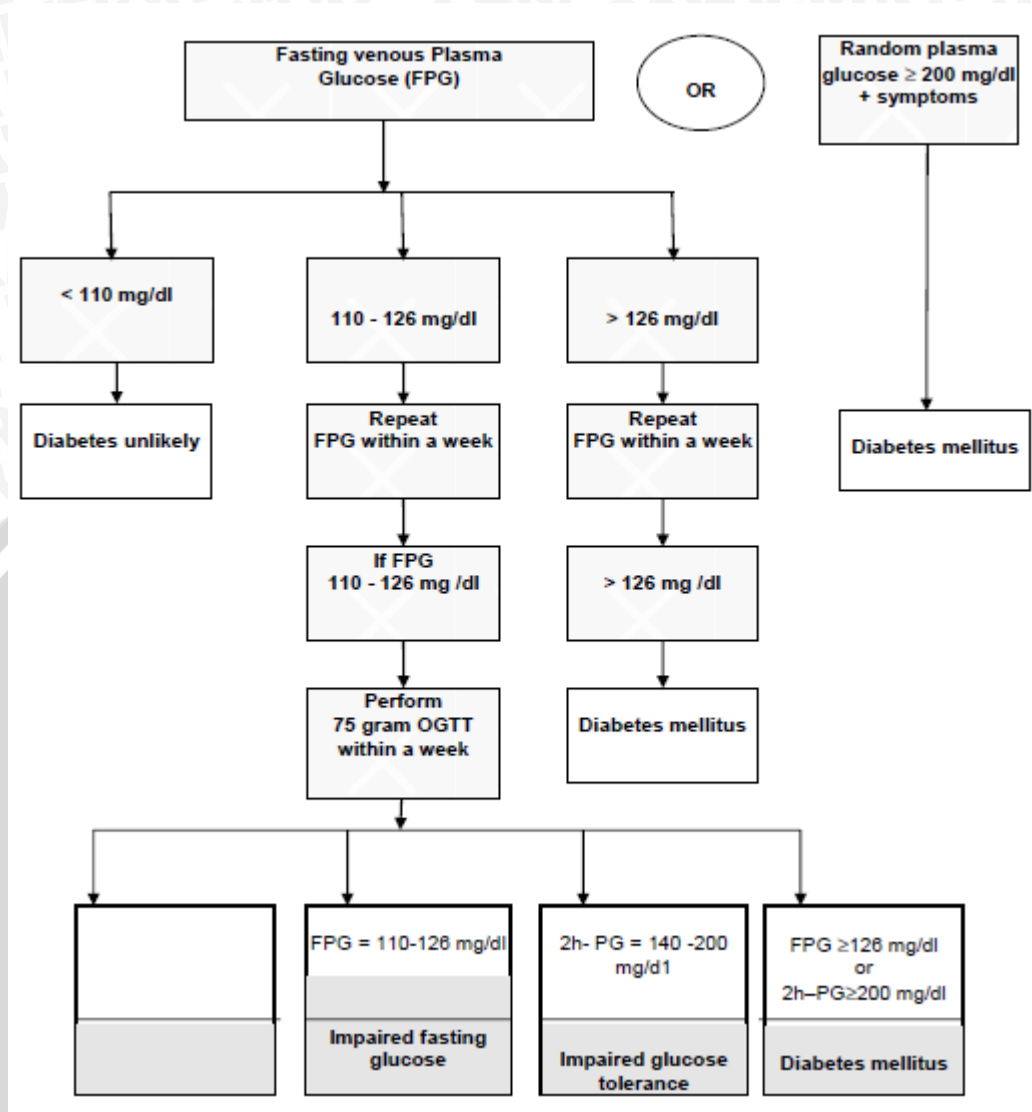 Fasting venous Plasma
Glucose (FPG)
OR
Random plasma
glucose ≥ 200 mg/dl
+ symptoms
< 110 mg/dl
110 - 126 mg/dl
> 126 mg/dl
Diabetes unlikely
Repeat
FPG within a week
Repeat
FPG within a week
Diabetes mellitus
If FPG
110 - 126 mg /dl
> 126 mg /dl
Perform
75 gram OGTT
within a week
Diabetes mellitus
FPG = 110-126 mg/dl
Impaired fasting
glucose
2h- PG = 140 -200
mg/d1
Impaired glucose
tolerance
FPG ≥126 mg/dl
or
2h–PG≥200 mg/dl
Diabetes mellitus